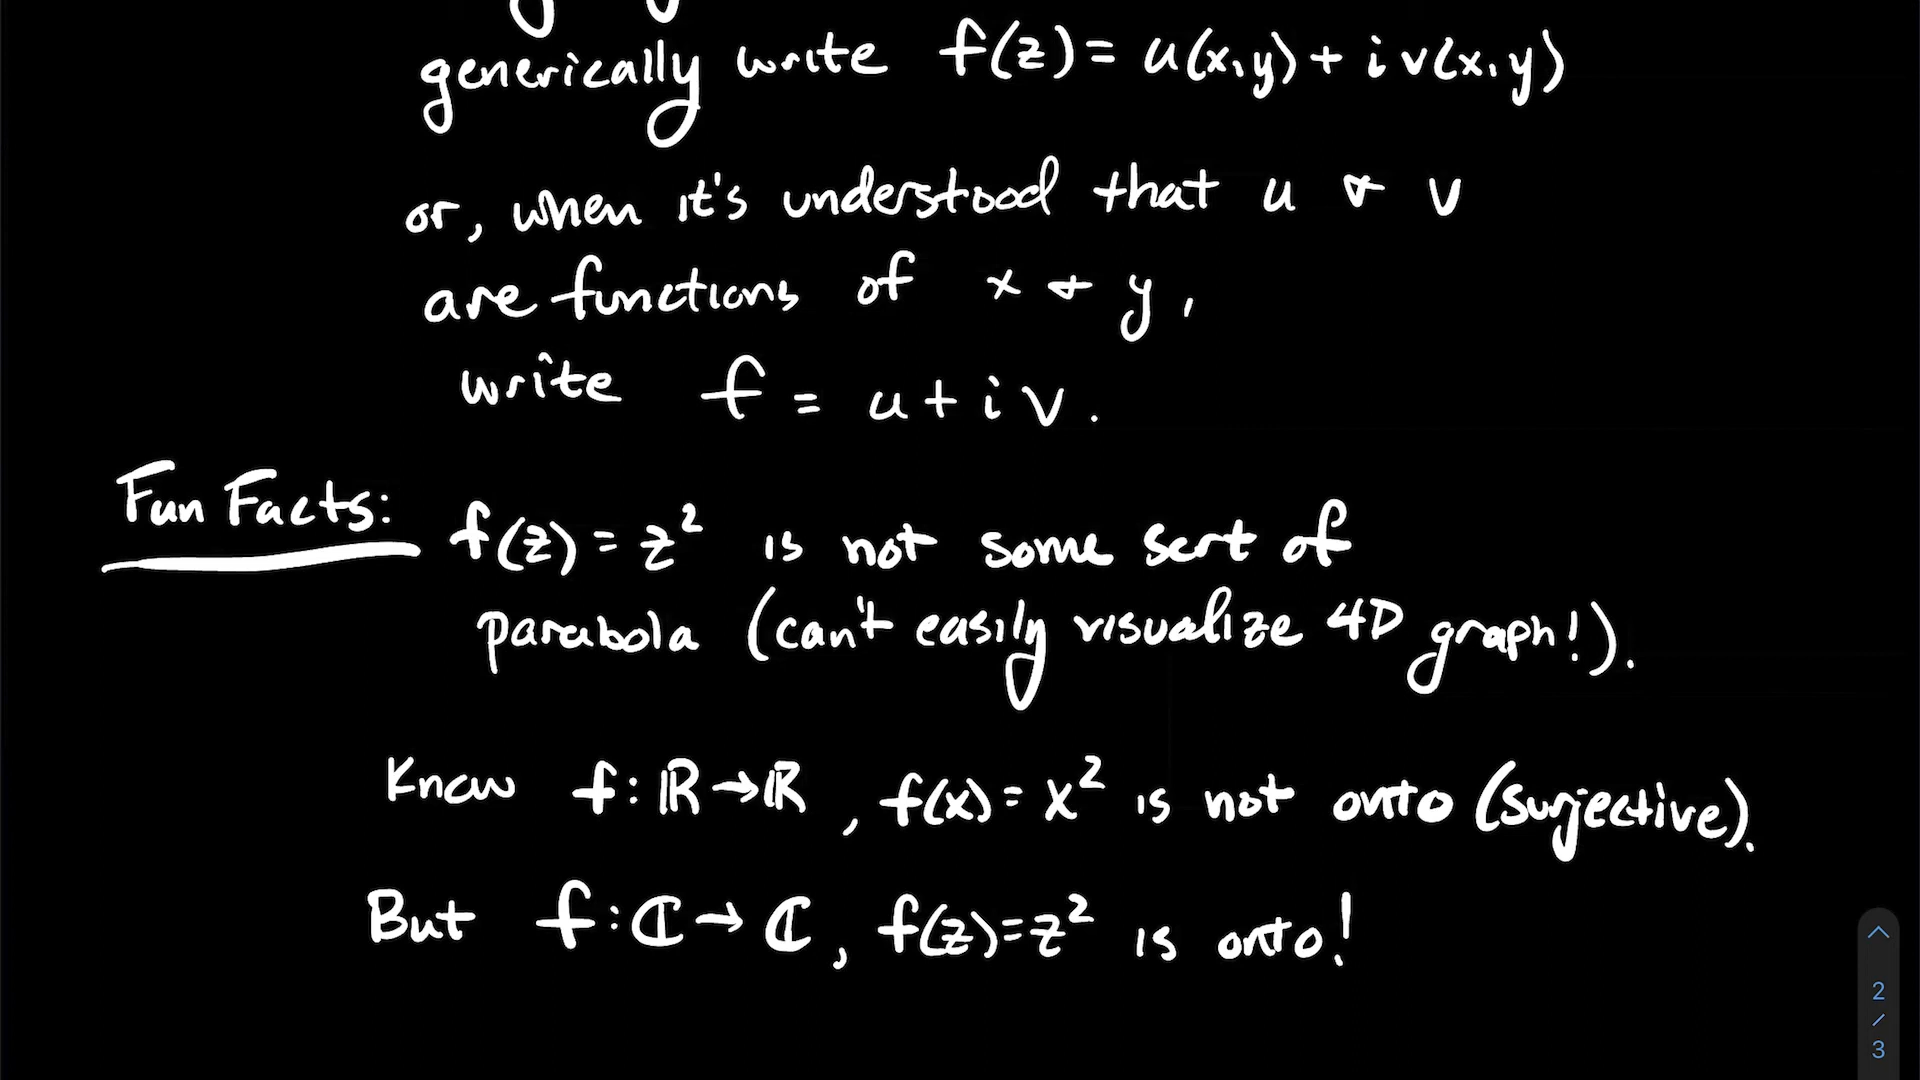 generically write f(z) = u(x,y) + i v(x,y)
or, when it's understood that u & v
are functions of x & y,
write f = u + i v.
Fun Facts: f(z) = z² is not some sort of
parabola (can't easily visualize 4D graph!).
Know f: ℝ→ℝ, f(x) = x² is not onto (surjective).
But f: ℂ→ℂ, f(z) = z² is onto!
2
/
3